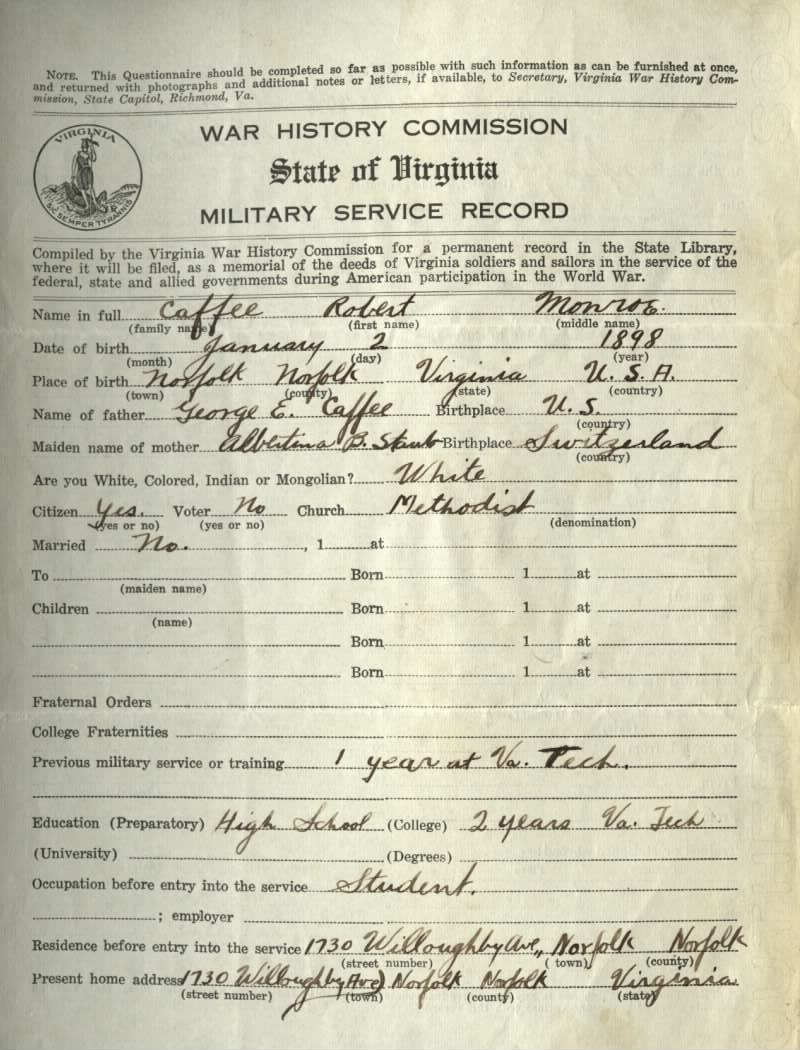 NOTE. This Questionnaire should be completed so far as possible with such information as can be furnished at once,
and returned with photographs and additional notes or letters, if available, to Secretary, Virginia War History Com-
mission, State Capitol, Richmond, Va.
VIRGINIA
SIC SEMPER TYRANNIS
WAR HISTORY COMMISSION
State of Virginia
MILITARY SERVICE RECORD
Compiled by the Virginia War History Commission for a permanent record in the State Library,
where it will be filed, as a memorial of the deeds of Virginia soldiers and sailors in the service of the
federal, state and allied governments during American participation in the World War.
Name in full Caffee Robert Monroe.
(family name) (first name) (middle name)
Date of birth January 2 1898
(month) (day) (year)
Place of birth Norfolk Norfolk Virginia U. S. A.
(town) (county) (state) (country)
Name of father George E. Caffee Birthplace U. S.
(country)
Maiden name of mother Albertina B. Birthplace Switzerland
(country)
Are you White, Colored, Indian or Mongolian? White
Citizen Yes. Voter No Church Methodist
(yes or no) (yes or no) (denomination)
Married No. , 1 at
To Born 1 at
(maiden name)
Children Born 1 at
(name)
Born 1 at
Born 1 at
Fraternal Orders
College Fraternities
Previous military service or training 1 year at Va. Tech.
Education (Preparatory) High School (College) 2 years Va. Tech
(University) (Degrees)
Occupation before entry into the service Student.
; employer
Residence before entry into the service 1730 Willoughby Ave., Norfolk Norfolk
(street number) (town) (county)
Present home address 1730 Willoughby Ave) Norfolk Norfolk Virginia
(street number) (town) (county) (state)